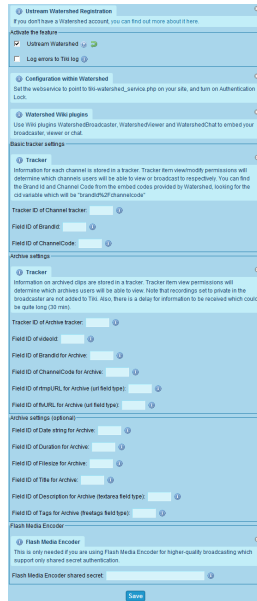 Ustream Watershed Registration
If you don't have a Watershed account, you can find out more about it here.
Activate the feature
Ustream Watershed
Log errors to Tiki log
Configuration within Watershed
Set the webservice to point to tiki-watershed_service.php on your site, and turn on Authentication
Lock.
Watershed Wiki plugins
Use Wiki plugins WatershedBroadcaster, WatershedViewer and WatershedChat to embed your
broadcaster, viewer or chat.
Basic tracker settings
Tracker
Information for each channel is stored in a tracker. Tracker item view/modify permissions will
determine which channels users will be able to view or broadcast to respectively. You can find
the Brand Id and Channel Code from the embed codes provided by Watershed, looking for the
cid variable which will be "brandId%2Fchannelcode"
Tracker ID of Channel tracker:
Field ID of BrandId:
Field ID of ChannelCode:
Archive settings
Tracker
Information on archived clips are stored in a tracker. Tracker item view permissions will
determine which archives users will be able to view. Note that recordings set to private in the
broadcaster are not added to Tiki. Also, there is a delay for information to be received which could
be quite long (30 min).
Tracker ID of Archive tracker:
Field ID of videoId:
Field ID of BrandId for Archive:
Field ID of ChannelCode for Archive:
Field ID of rtmpURL for Archive (url field type):
Field ID of flvURL for Archive (url field type):
Archive settings (optional)
Field ID of Date string for Archive:
Field ID of Duration for Archive:
Field ID of Filesize for Archive:
Field ID of Title for Archive:
Field ID of Description for Archive (textarea field type):
Field ID of Tags for Archive (freetags field type):
Flash Media Encoder
Flash Media Encoder
This is only needed if you are using Flash Media Encoder for higher-quality broadcasting which
support only shared secret authentication.
Flash Media Encoder shared secret:
Save